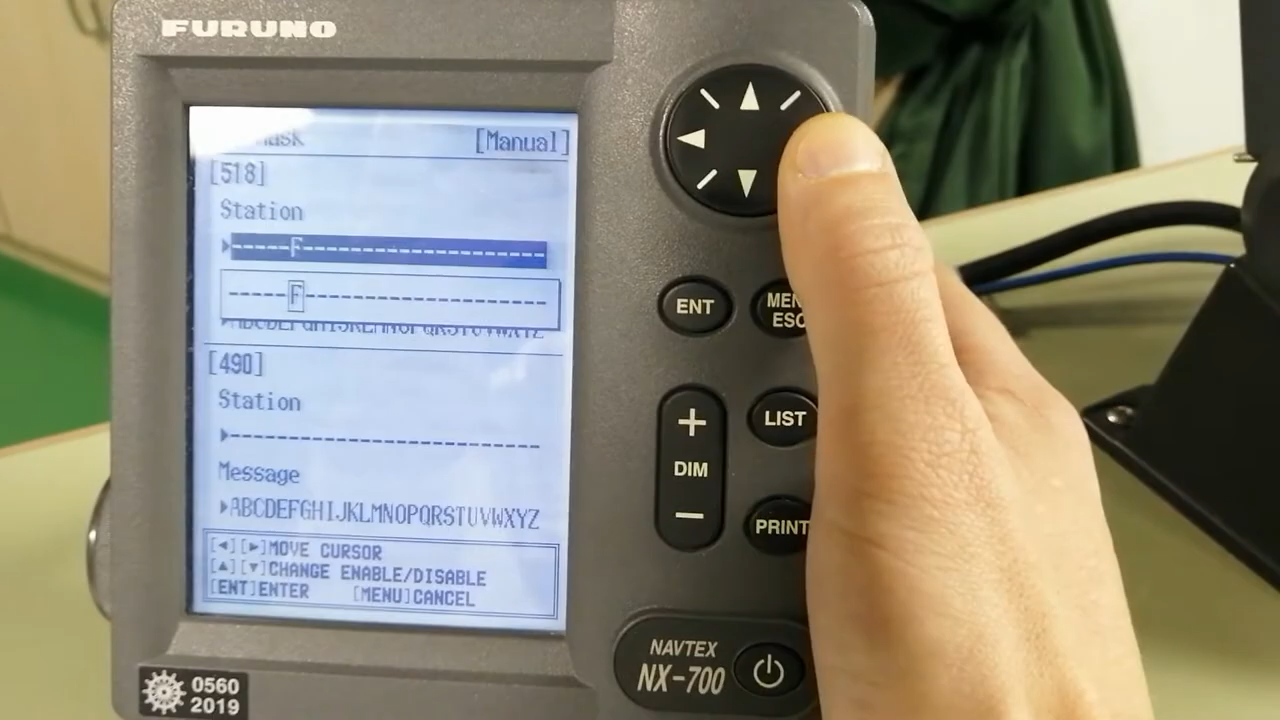 FURUNO
[Manual]
[518]
Station
-----F--------------------
-----F--------------------
[490]
Station
--------------------------
Message
ABCDEFGHIJKLMNOPQRSTUVWXYZ
[◄][►]MOVE CURSOR
[▲][▼]CHANGE ENABLE/DISABLE
[ENT]ENTER [MENU]CANCEL
ENT
MEN
ESC
+
DIM
−
LIST
PRINT
NAVTEX
NX-700
0560
2019